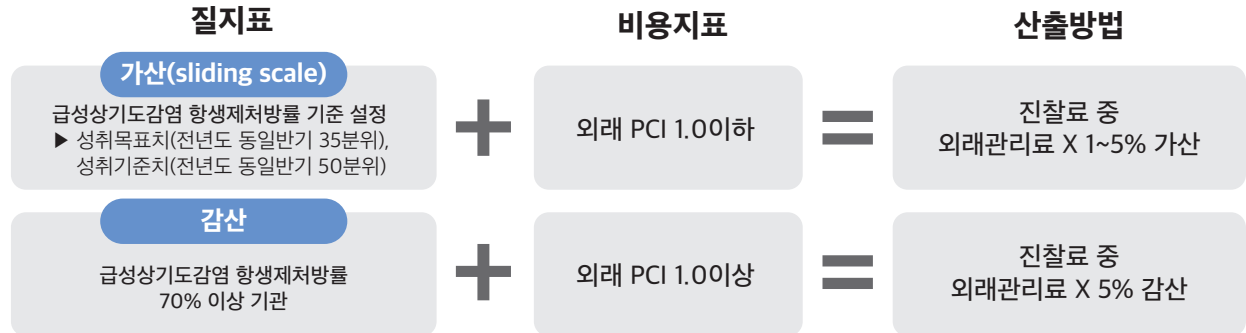 질지표
비용지표
산출방법
가산(sliding scale)
급성상기도감염 항생제처방률 기준 설정
▶ 성취목표치(전년도 동일반기 35분위),
성취기준치(전년도 동일반기 50분위)
+
외래 PCI 1.0이하
=
진찰료 중
외래관리료 X 1~5% 가산
감산
급성상기도감염 항생제처방률
70% 이상 기관
+
외래 PCI 1.0이상
=
진찰료 중
외래관리료 X 5% 감산